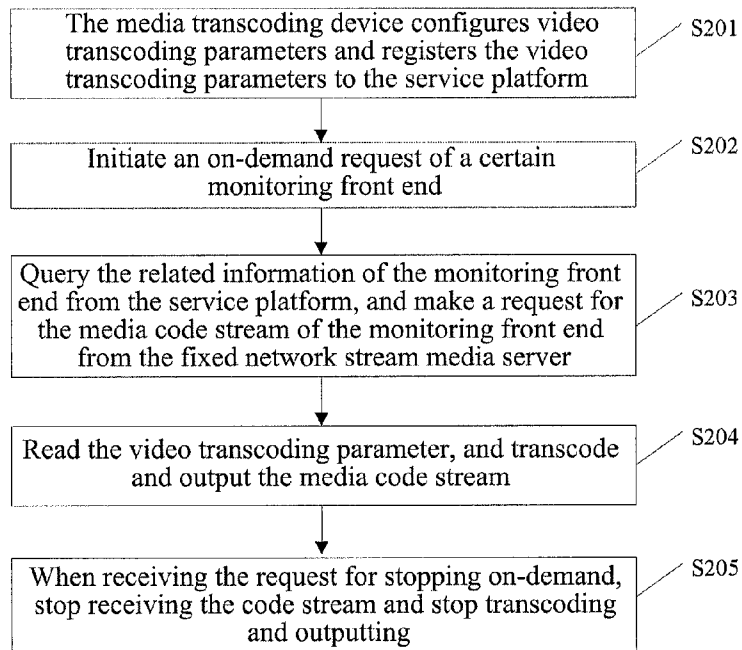 The media transcoding device configures video
transcoding parameters and registers the video
transcoding parameters to the service platform
S201
Initiate an on-demand request of a certain
monitoring front end
S202
Query the related information of the monitoring front
end from the service platform, and make a request for
the media code stream of the monitoring front end
from the fixed network stream media server
S203
Read the video transcoding parameter, and transcode
and output the media code stream
S204
When receiving the request for stopping on-demand,
stop receiving the code stream and stop transcoding
and outputting
S205